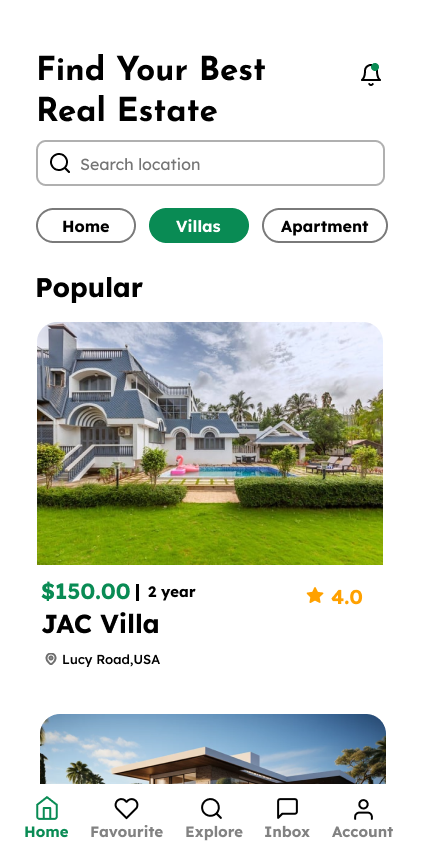 Find Your Best
Real Estate
Search location
Home Villas Apartment
Popular
$150.00 | 2 year
4.0
JAC Villa
Lucy Road,USA
Home Favourite Explore Inbox Account